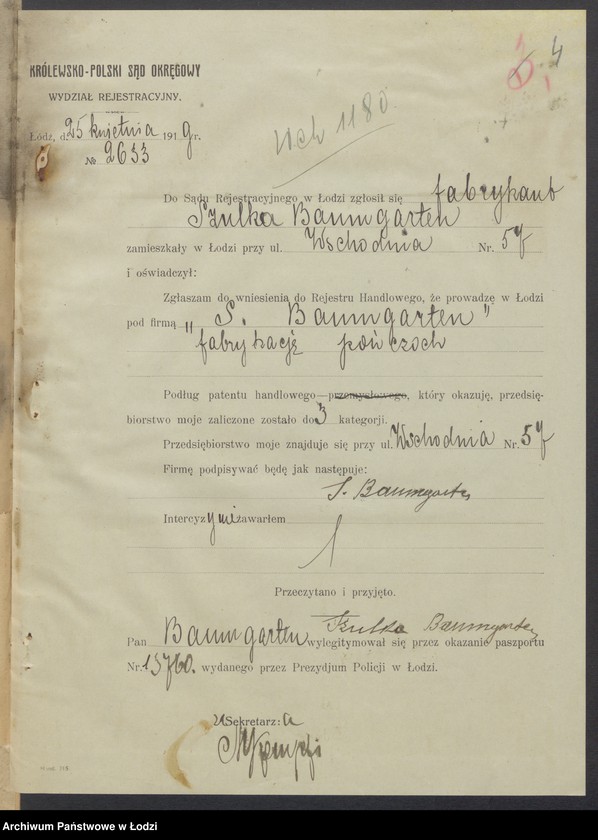 4
KRÓLEWSKO-POLSKI SĄD OKRĘGOWY
WYDZIAŁ REJESTRACYJNY.
Łódź, d. 25 kwietnia 1919 r.
№ 2633
1180
Do Sądu Rejestracyjnego w Łodzi zgłosił się fabrykant
Szulka Baumgarten
zamieszkały w Łodzi przy ul. Wschodnia Nr. 57
i oświadczył:
Zgłaszam do wniesienia do Rejestru Handlowego, że prowadzę w Łodzi
pod firmą „S. Baumgarten"
fabrykację pończoch
Podług patentu handlowego—przemysłowego, który okazuję, przedsię-
biorstwo moje zaliczone zostało do 3 kategorji.
Przedsiębiorstwo moje znajduje się przy ul. Wschodnia Nr. 57
Firmę podpisywać będę jak następuje:
S. Baumgarten
Intercyzy nie zawarłem
Przeczytano i przyjęto.
Szulka Baumgarten
Pan Baumgarten wylegitymował się przez okazanie paszportu
Nr. 15760. wydanego przez Prezydjum Policji w Łodzi.
Sekretarz:
Archiwum Państwowe w Łodzi